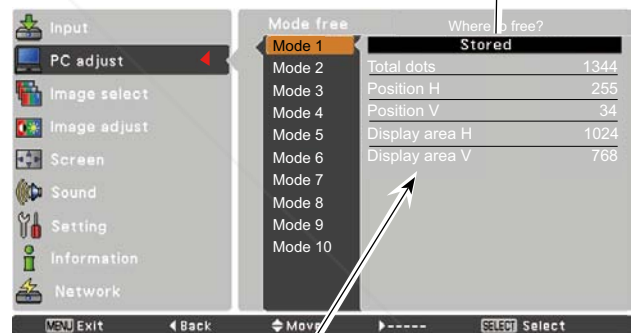 Input
PC adjust
Image select
Image adjust
Screen
Sound
Setting
Information
Network
Mode free
Mode 1
Mode 2
Mode 3
Mode 4
Mode 5
Mode 6
Mode 7
Mode 8
Mode 9
Mode 10
Where to free?
Stored
Total dots 1344
Position H 255
Position V 34
Display area H 1024
Display area V 768
MENU Exit Back Move ----- SELECT Select